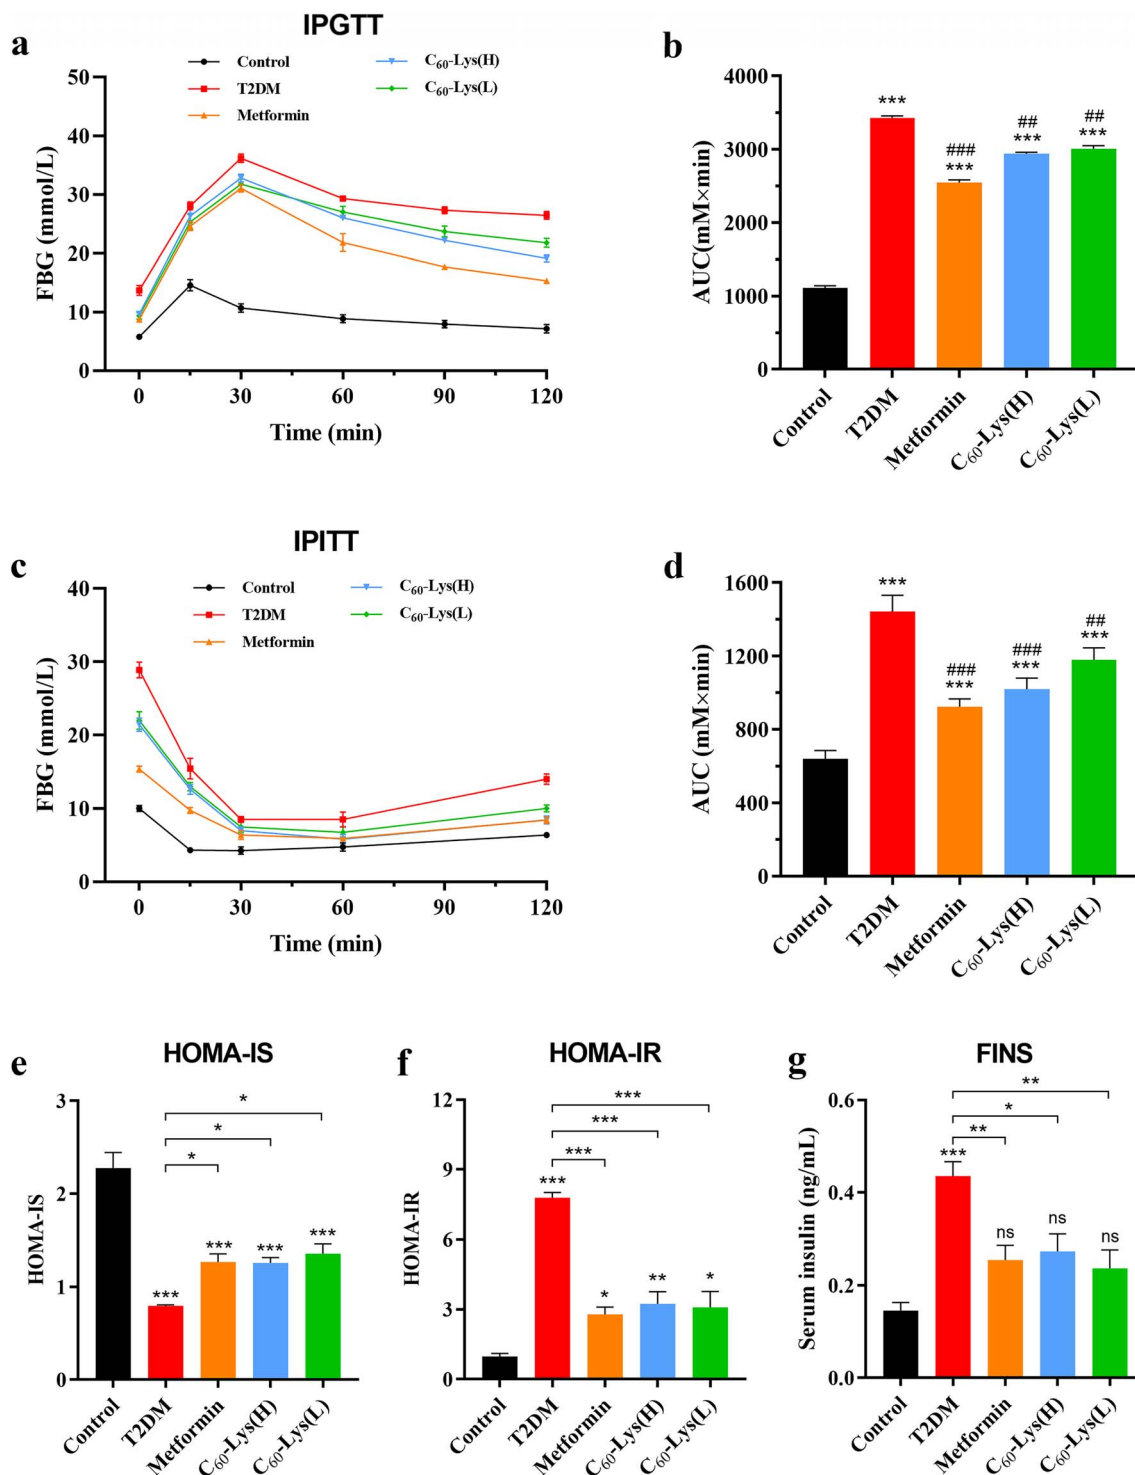 a
IPGTT
Control
T2DM
Metformin
C60-Lys(H)
C60-Lys(L)
50
40
30
20
10
0
FBG (mmol/L)
0 30 60 90 120
Time (min)
b
4000
3000
2000
1000
0
AUC(mM×min)
***
###
***
##
***
##
***
Control
T2DM
Metformin
C60-Lys(H)
C60-Lys(L)
c
IPITT
Control
T2DM
Metformin
C60-Lys(H)
C60-Lys(L)
40
30
20
10
0
FBG (mmol/L)
0 30 60 90 120
Time (min)
d
1600
1200
800
400
0
AUC (mM×min)
***
###
***
###
***
##
***
Control
T2DM
Metformin
C60-Lys(H)
C60-Lys(L)
e
HOMA-IS
3
2
1
0
HOMA-IS
*
*
*
***
***
***
***
Control
T2DM
Metformin
C60-Lys(H)
C60-Lys(L)
f
HOMA-IR
12
9
6
3
0
HOMA-IR
***
***
***
***
*
**
*
Control
T2DM
Metformin
C60-Lys(H)
C60-Lys(L)
g
FINS
0.6
0.4
0.2
0.0
Serum insulin (ng/mL)
**
*
**
***
ns
ns
ns
Control
T2DM
Metformin
C60-Lys(H)
C60-Lys(L)